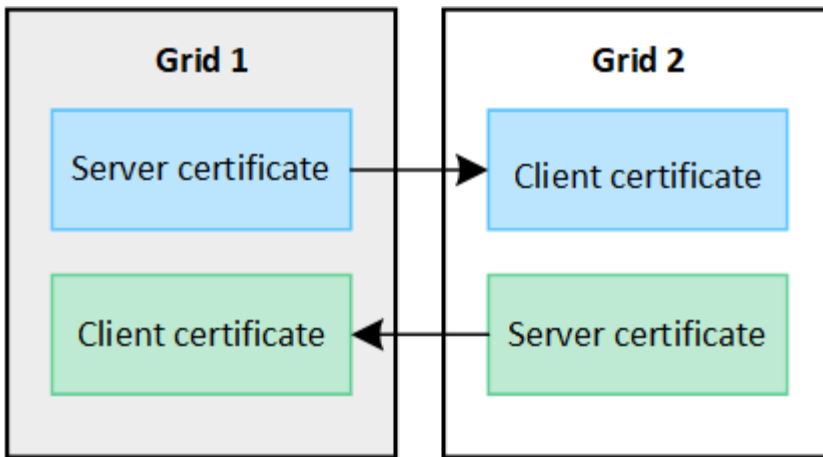 Grid 1
Server certificate
Client certificate
Grid 2
Client certificate
Server certificate